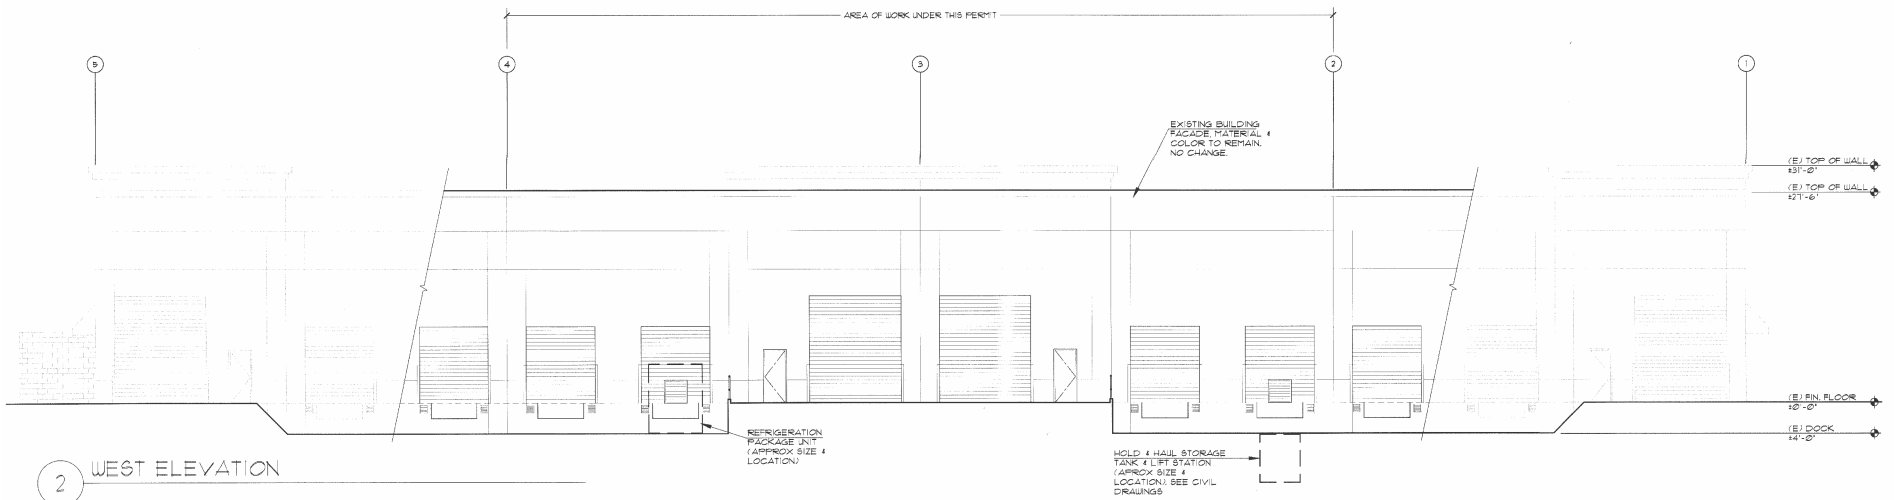 AREA OF WORK UNDER THIS PERMIT
5
4
3
2
1
EXISTING BUILDING
FACADE, MATERIAL &
COLOR TO REMAIN.
NO CHANGE.
(E) TOP OF WALL
±31'-0"
(E) TOP OF WALL
±27'-6"
(E) FIN. FLOOR
±0'-0"
(E) DOCK
±4'-0"
REFRIGERATION
PACKAGE UNIT
(APPROX SIZE &
LOCATION)
HOLD & HAUL STORAGE
TANK & LIFT STATION
(APROX SIZE &
LOCATION). SEE CIVIL
DRAWINGS
2 WEST ELEVATION